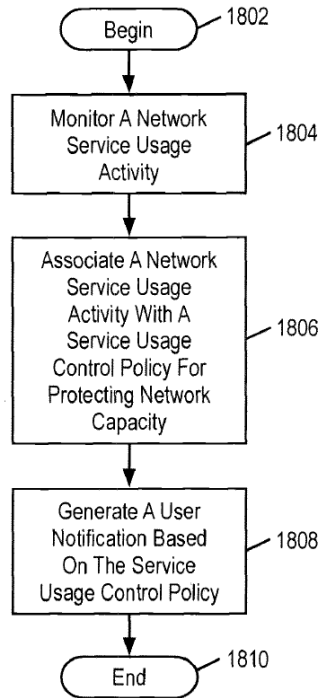 Begin
1802
Monitor A Network
Service Usage
Activity
1804
Associate A Network
Service Usage
Activity With A
Service Usage
Control Policy For
Protecting Network
Capacity
1806
Generate A User
Notification Based
On The Service
Usage Control Policy
1808
End
1810